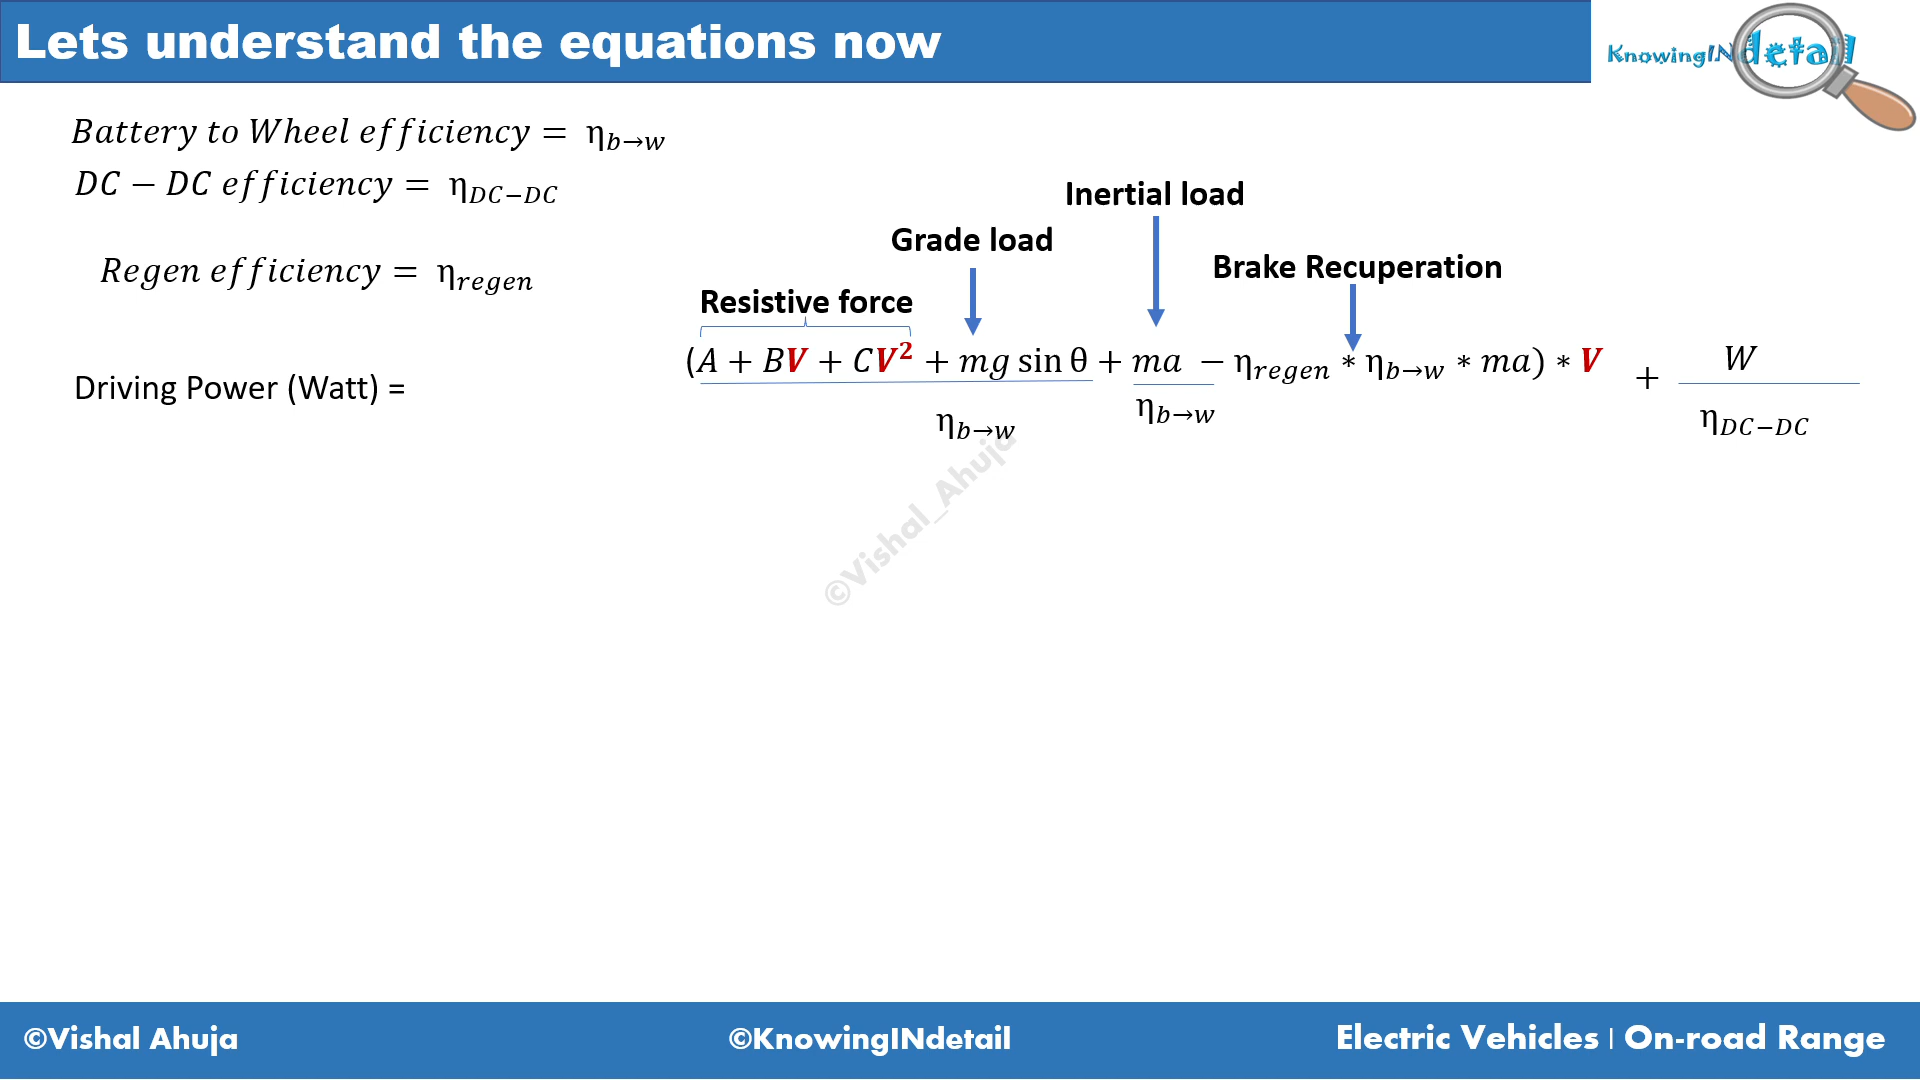 Lets understand the equations now
KnowingINdetail
Battery to Wheel efficiency = η_{b→w}
DC − DC efficiency = η_{DC−DC}
Regen efficiency = η_{regen}
Inertial load
Grade load
Brake Recuperation
Resistive force
Driving Power (Watt) =
(A + BV + CV² + mg sin θ + ma − η_{regen} * η_{b→w} * ma) * V + W
η_{b→w} η_{b→w} η_{DC−DC}
©Vishal_Ahuja
©Vishal Ahuja
©KnowingINdetail
Electric Vehicles | On-road Range